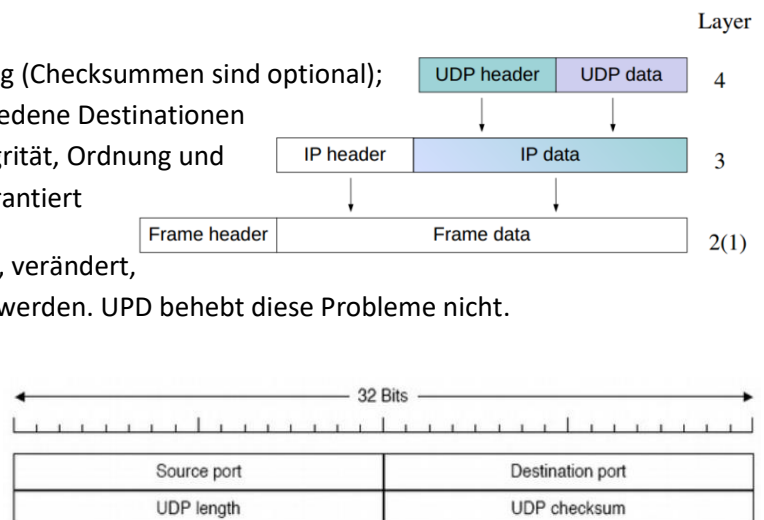 Layer
g (Checksummen sind optional);
UDP header UDP data 4
edene Destinationen
grität, Ordnung und
IP header IP data 3
rantiert
Frame header Frame data 2(1)
, verändert,
werden. UPD behebt diese Probleme nicht.
32 Bits
Source port Destination port
UDP length UDP checksum